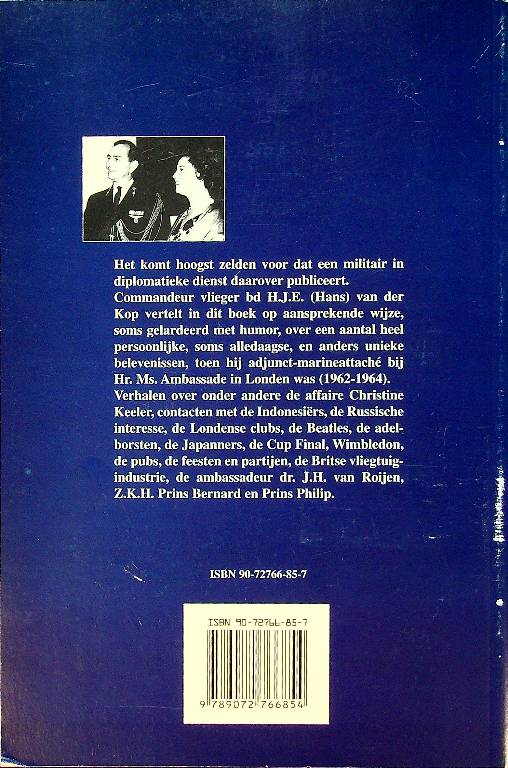 Het komt hoogst zelden voor dat een militair in
diplomatieke dienst daarover publiceert.
Commandeur vlieger bd H.J.E. (Hans) van der
Kop vertelt in dit boek op aansprekende wijze,
soms gelardeerd met humor, over een aantal heel
persoonlijke, soms alledaagse, en anders unieke
belevenissen, toen hij adjunct-marineattaché bij
Hr. Ms. Ambassade in Londen was (1962-1964).
Verhalen over onder andere de affaire Christine
Keeler, contacten met de Indonesiërs, de Russische
interesse, de Londense clubs, de Beatles, de adel-
borsten, de Japanners, de Cup Final, Wimbledon,
de pubs, de feesten en partijen, de Britse vliegtuig-
industrie, de ambassadeur dr. J.H. van Roijen,
Z.K.H. Prins Bernard en Prins Philip.
ISBN 90-72766-85-7
ISBN 90-72766-85-7
9 789072 766854